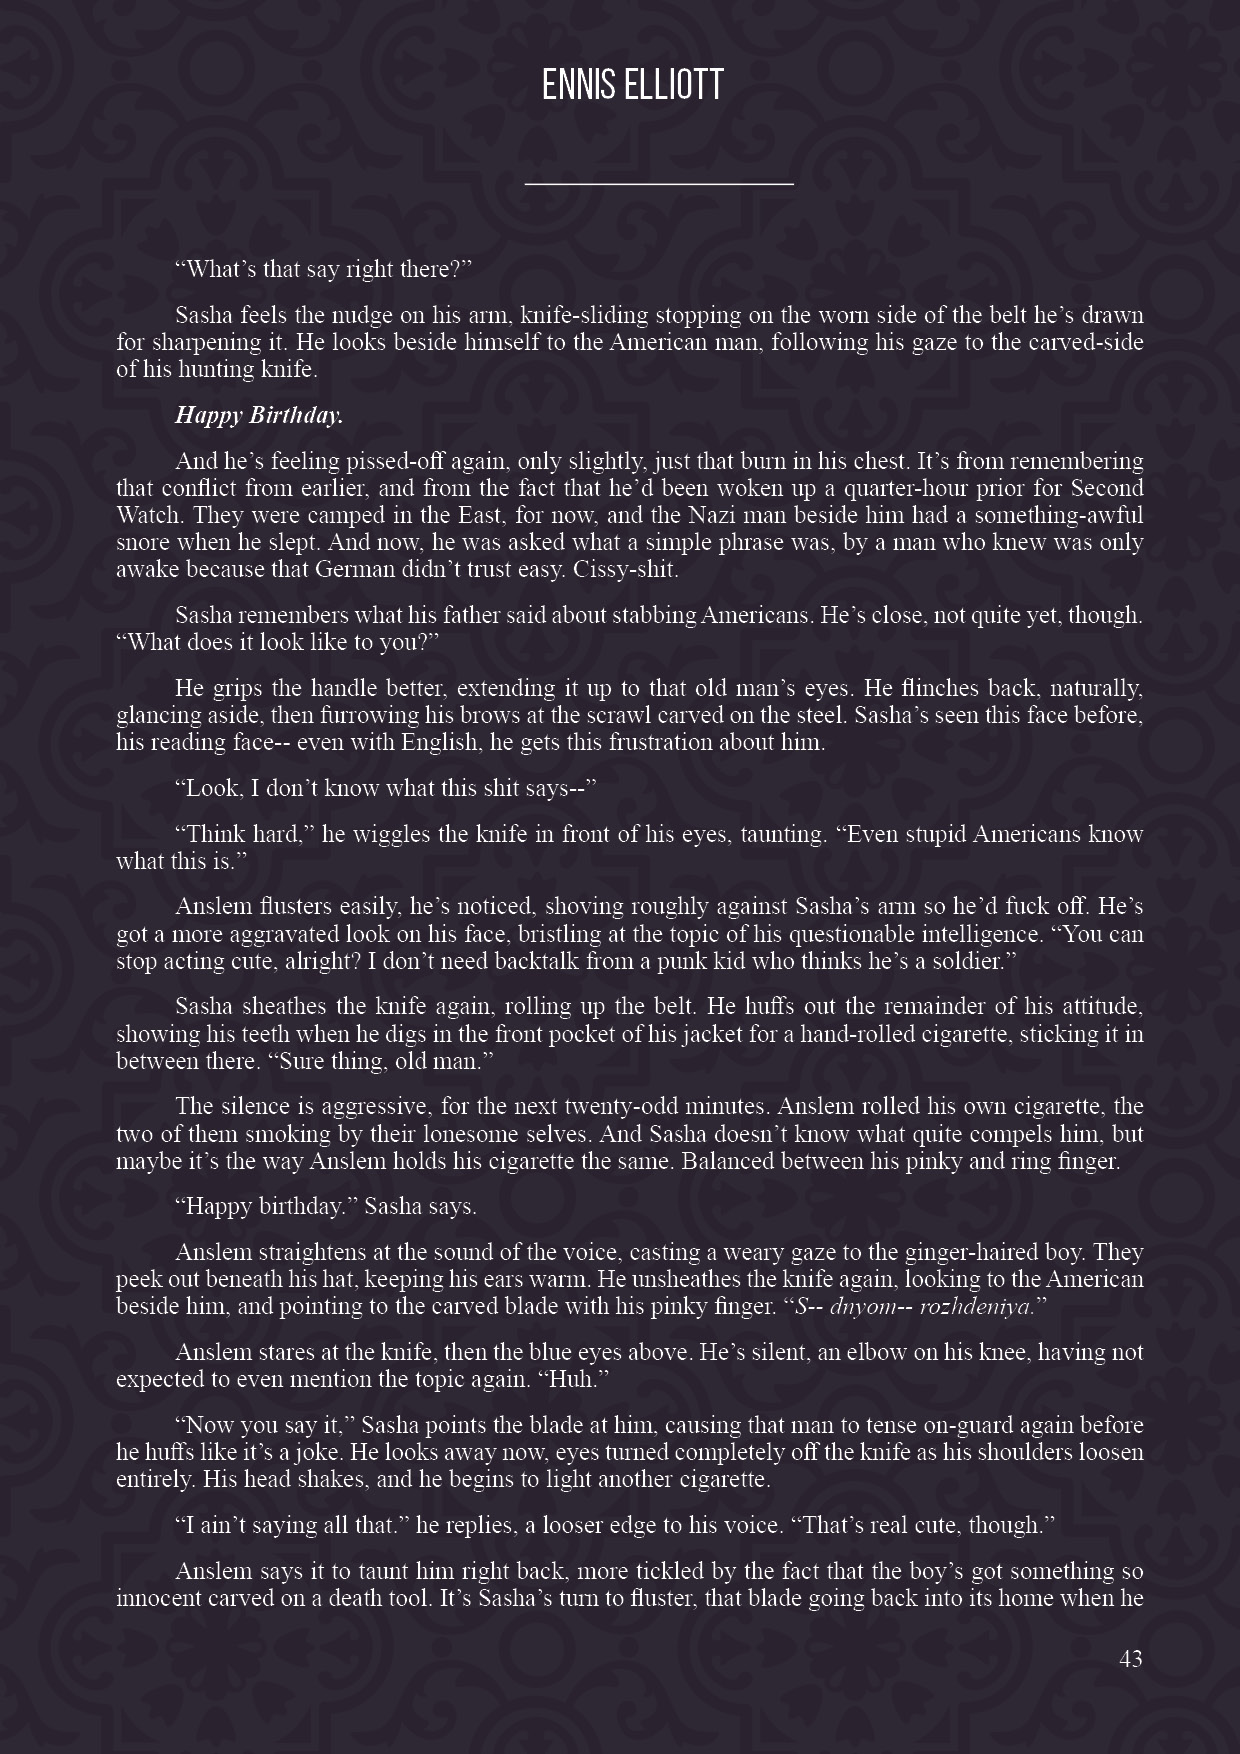 ENNIS ELLIOTT
“What’s that say right there?”
Sasha feels the nudge on his arm, knife-sliding stopping on the worn side of the belt he’s drawn
for sharpening it. He looks beside himself to the American man, following his gaze to the carved-side
of his hunting knife.
Happy Birthday.
And he’s feeling pissed-off again, only slightly, just that burn in his chest. It’s from remembering
that conflict from earlier, and from the fact that he’d been woken up a quarter-hour prior for Second
Watch. They were camped in the East, for now, and the Nazi man beside him had a something-awful
snore when he slept. And now, he was asked what a simple phrase was, by a man who knew was only
awake because that German didn’t trust easy. Cissy-shit.
Sasha remembers what his father said about stabbing Americans. He’s close, not quite yet, though.
“What does it look like to you?”
He grips the handle better, extending it up to that old man’s eyes. He flinches back, naturally,
glancing aside, then furrowing his brows at the scrawl carved on the steel. Sasha’s seen this face before,
his reading face-- even with English, he gets this frustration about him.
“Look, I don’t know what this shit says--”
“Think hard,” he wiggles the knife in front of his eyes, taunting. “Even stupid Americans know
what this is.”
Anslem flusters easily, he’s noticed, shoving roughly against Sasha’s arm so he’d fuck off. He’s
got a more aggravated look on his face, bristling at the topic of his questionable intelligence. “You can
stop acting cute, alright? I don’t need backtalk from a punk kid who thinks he’s a soldier.”
Sasha sheathes the knife again, rolling up the belt. He huffs out the remainder of his attitude,
showing his teeth when he digs in the front pocket of his jacket for a hand-rolled cigarette, sticking it in
between there. “Sure thing, old man.”
The silence is aggressive, for the next twenty-odd minutes. Anslem rolled his own cigarette, the
two of them smoking by their lonesome selves. And Sasha doesn’t know what quite compels him, but
maybe it’s the way Anslem holds his cigarette the same. Balanced between his pinky and ring finger.
“Happy birthday.” Sasha says.
Anslem straightens at the sound of the voice, casting a weary gaze to the ginger-haired boy. They
peek out beneath his hat, keeping his ears warm. He unsheathes the knife again, looking to the American
beside him, and pointing to the carved blade with his pinky finger. “S-- dnyom-- rozhdeniya.”
Anslem stares at the knife, then the blue eyes above. He’s silent, an elbow on his knee, having not
expected to even mention the topic again. “Huh.”
“Now you say it,” Sasha points the blade at him, causing that man to tense on-guard again before
he huffs like it’s a joke. He looks away now, eyes turned completely off the knife as his shoulders loosen
entirely. His head shakes, and he begins to light another cigarette.
“I ain’t saying all that.” he replies, a looser edge to his voice. “That’s real cute, though.”
Anslem says it to taunt him right back, more tickled by the fact that the boy’s got something so
innocent carved on a death tool. It’s Sasha’s turn to fluster, that blade going back into its home when he
43